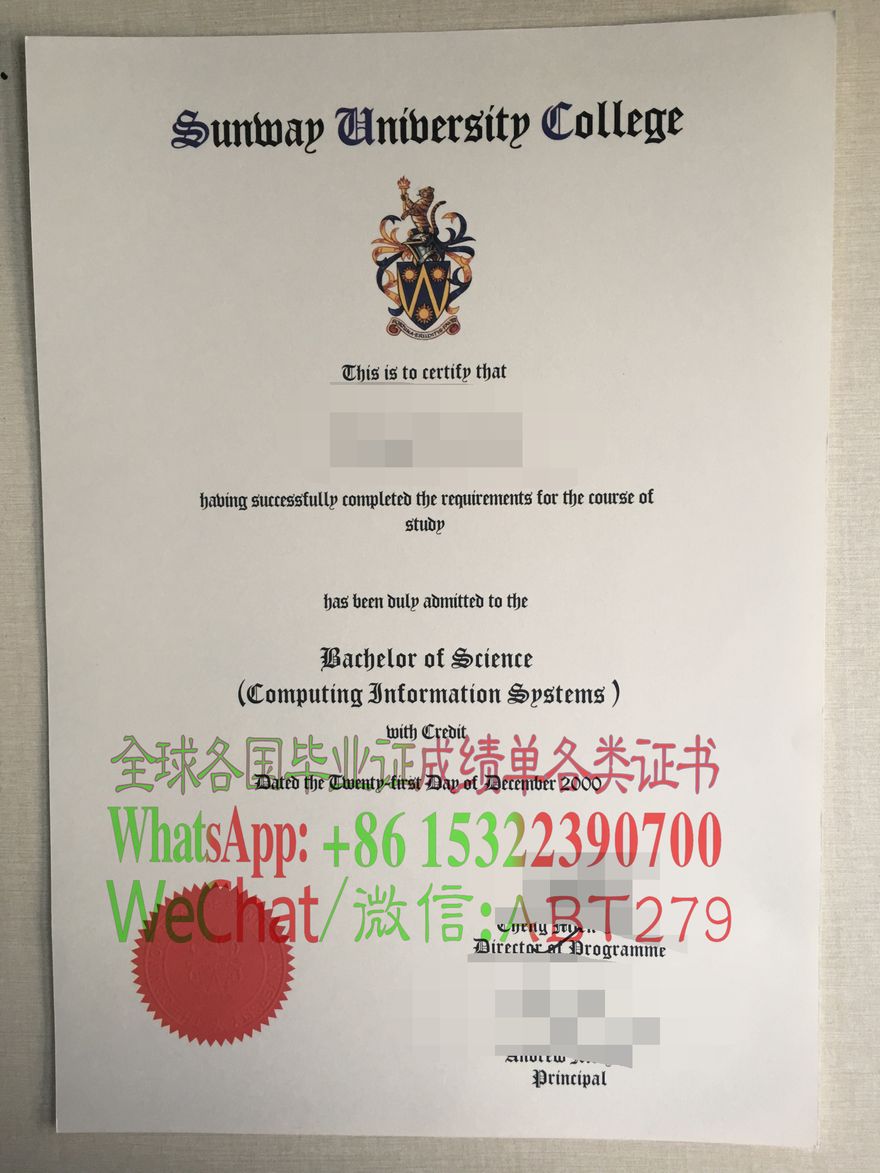 Sunway University College
This is to certify that
having successfully completed the requirements for the course of
study
has been duly admitted to the
Bachelor of Science
(Computing Information Systems )
with Credit
全球各国毕业证成绩单各类证书
Dated the Twenty-first Day of December 2000
WhatsApp: +86 15322390700
WeChat/微信:ABT279
Director of Programme
Andrew
Principal